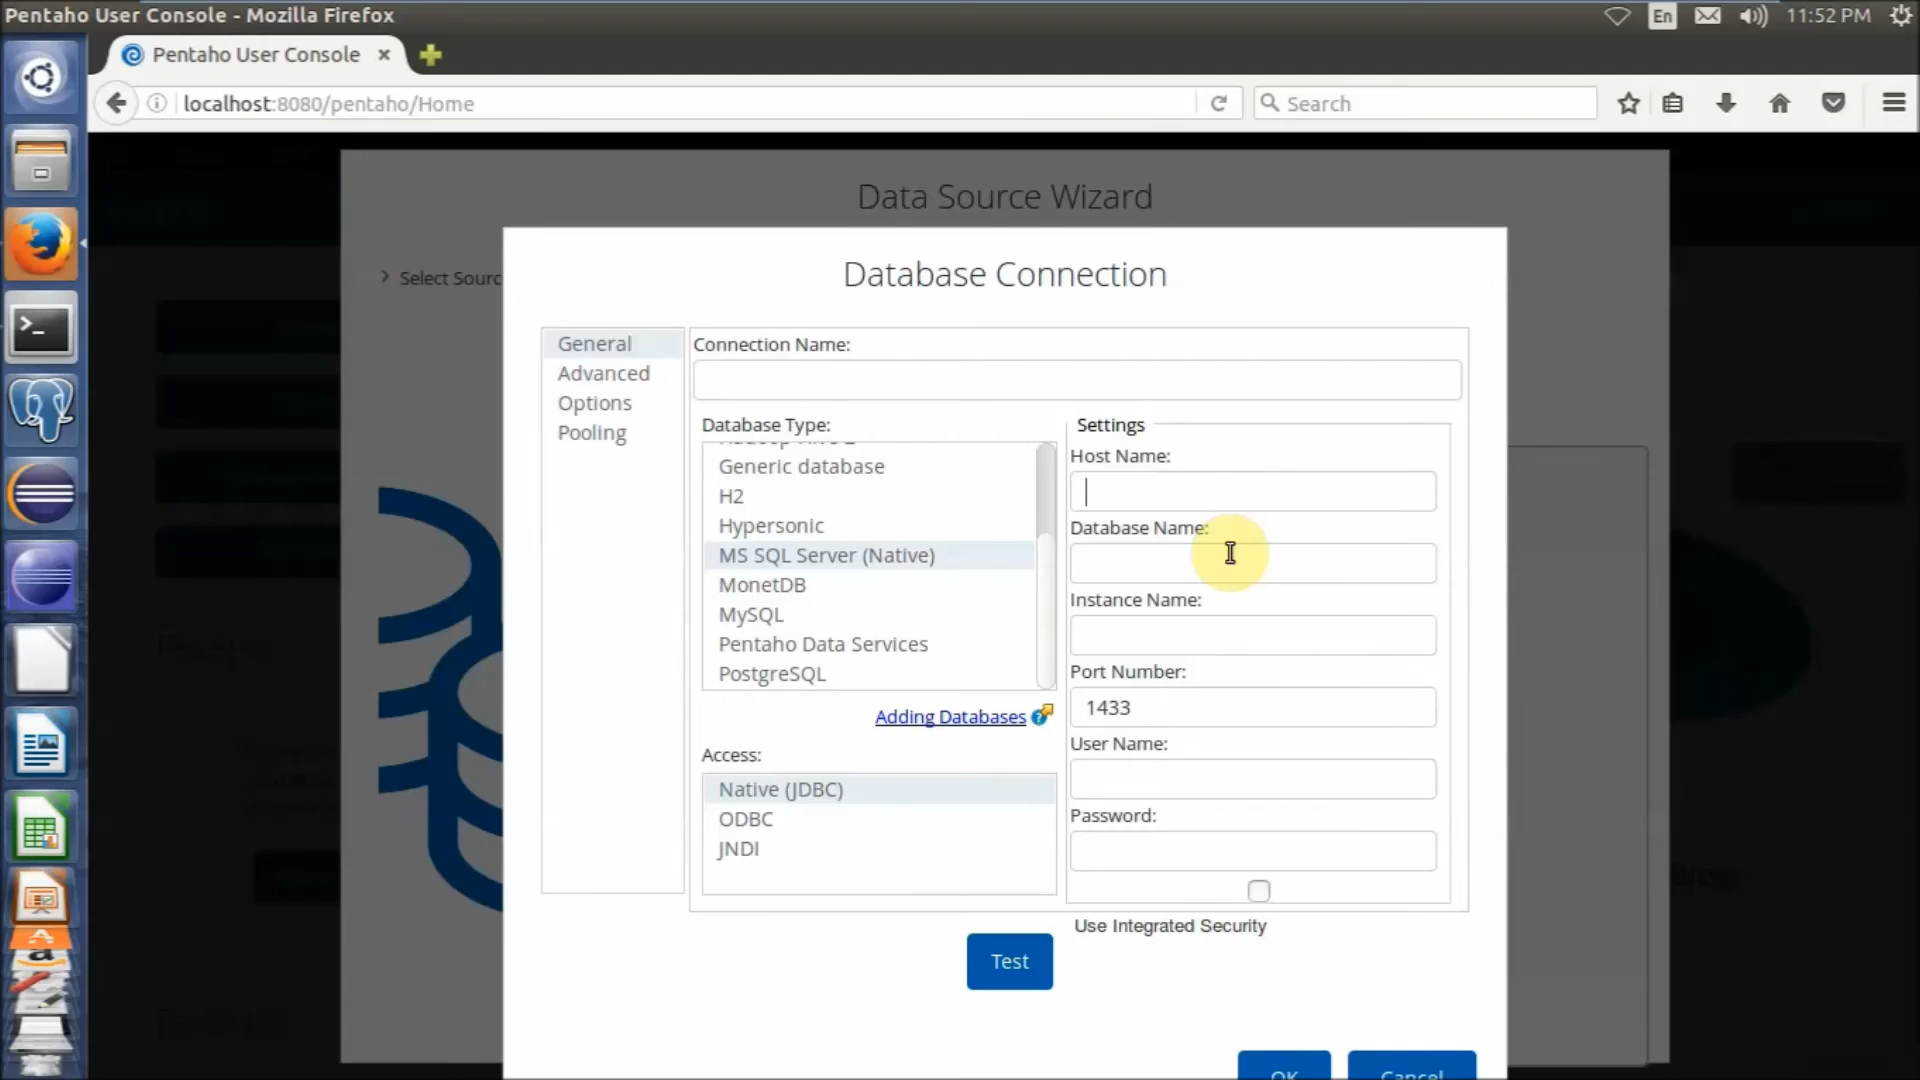 Pentaho User Console - Mozilla Firefox
En
11:52 PM
Pentaho User Console
localhost:8080/pentaho/Home
Search
Data Source Wizard
Select Sourc
Database Connection
General
Advanced
Options
Pooling
Connection Name:
Database Type:
Generic database
H2
Hypersonic
MS SQL Server (Native)
MonetDB
MySQL
Pentaho Data Services
PostgreSQL
Adding Databases
Access:
Native (JDBC)
ODBC
JNDI
Settings
Host Name:
Database Name:
Instance Name:
Port Number:
1433
User Name:
Password:
Use Integrated Security
Test
OK
Cancel